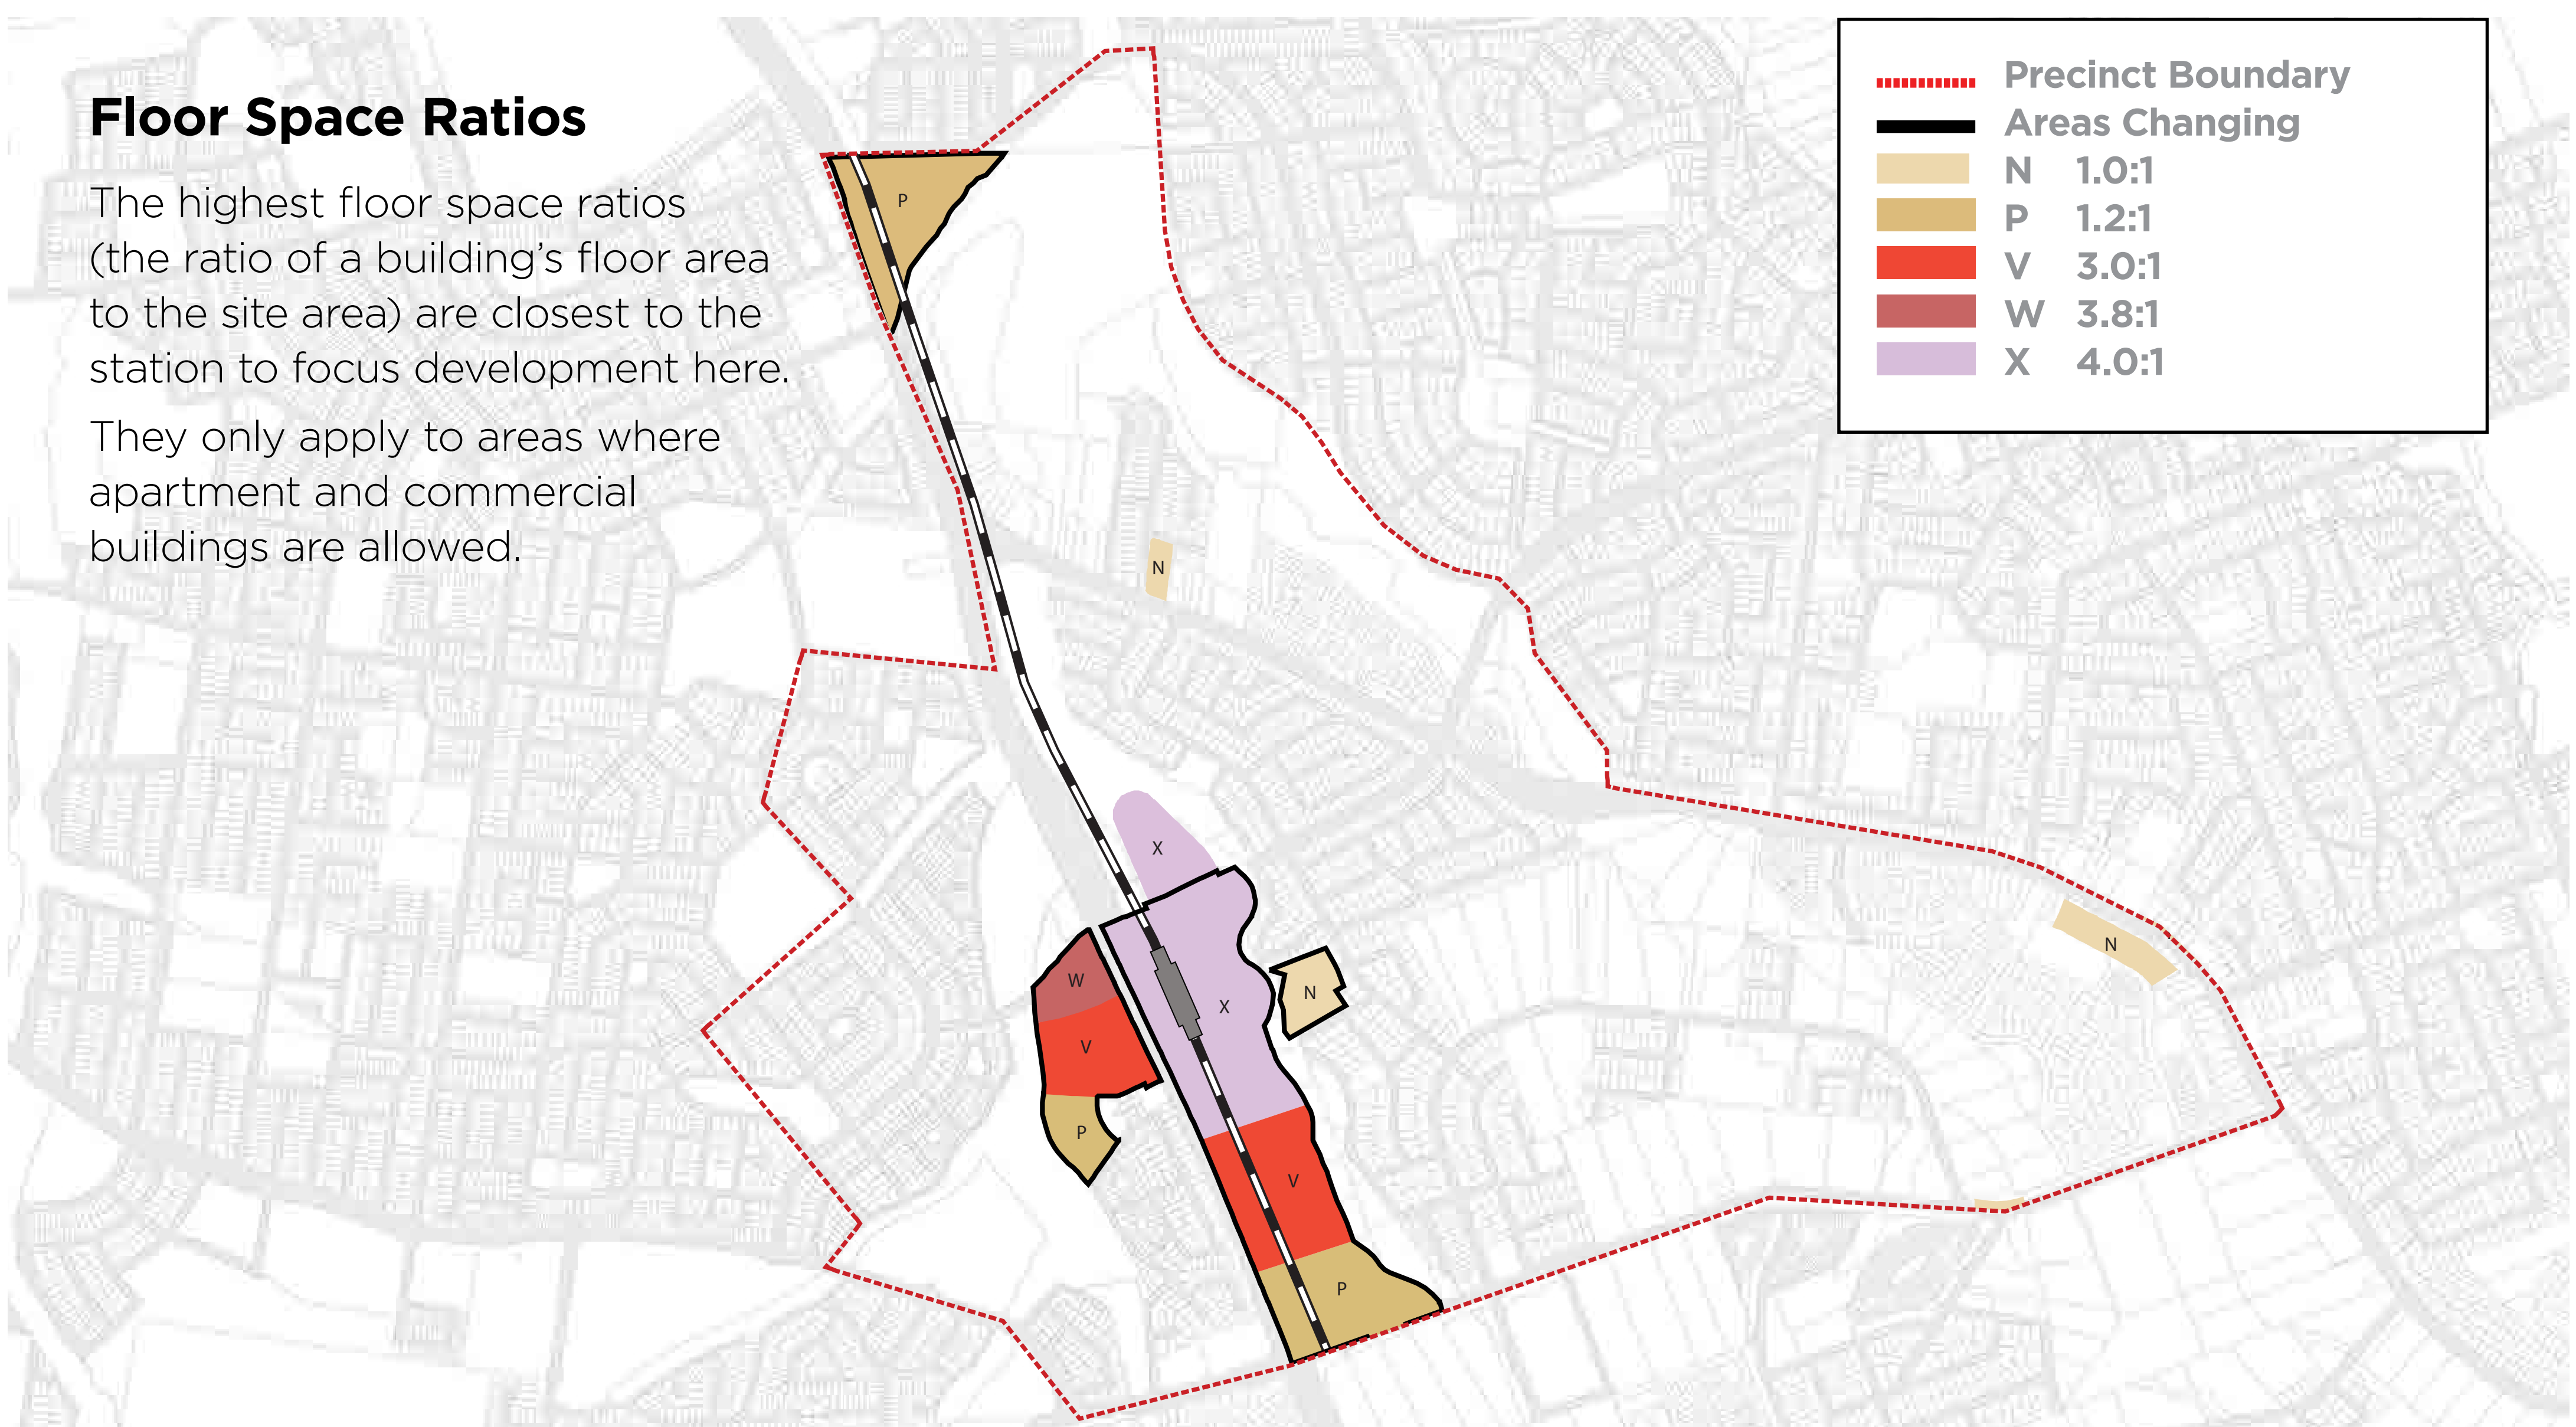 Floor Space Ratios
The highest floor space ratios
(the ratio of a building’s floor area
to the site area) are closest to the
station to focus development here.
They only apply to areas where
apartment and commercial
buildings are allowed.
Precinct Boundary
Areas Changing
N 1.0:1
P 1.2:1
V 3.0:1
W 3.8:1
X 4.0:1
P
N
X
N
W
N
X
V
P
V
P